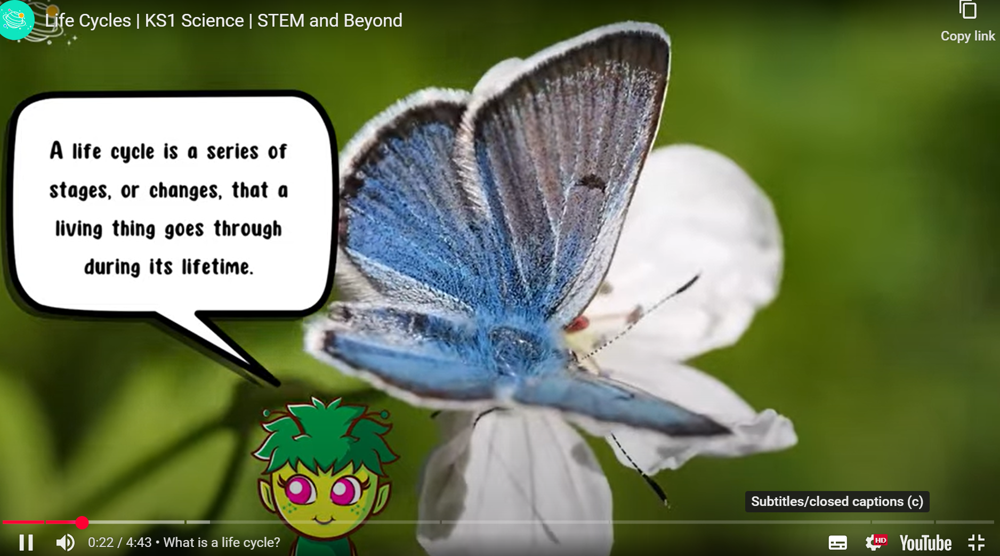 Life Cycles | KS1 Science | STEM and Beyond
Copy link
A life cycle is a series of
stages, or changes, that a
living thing goes through
during its lifetime.
Subtitles/closed captions (c)
0:22 / 4:43 • What is a life cycle?
HD
YouTube